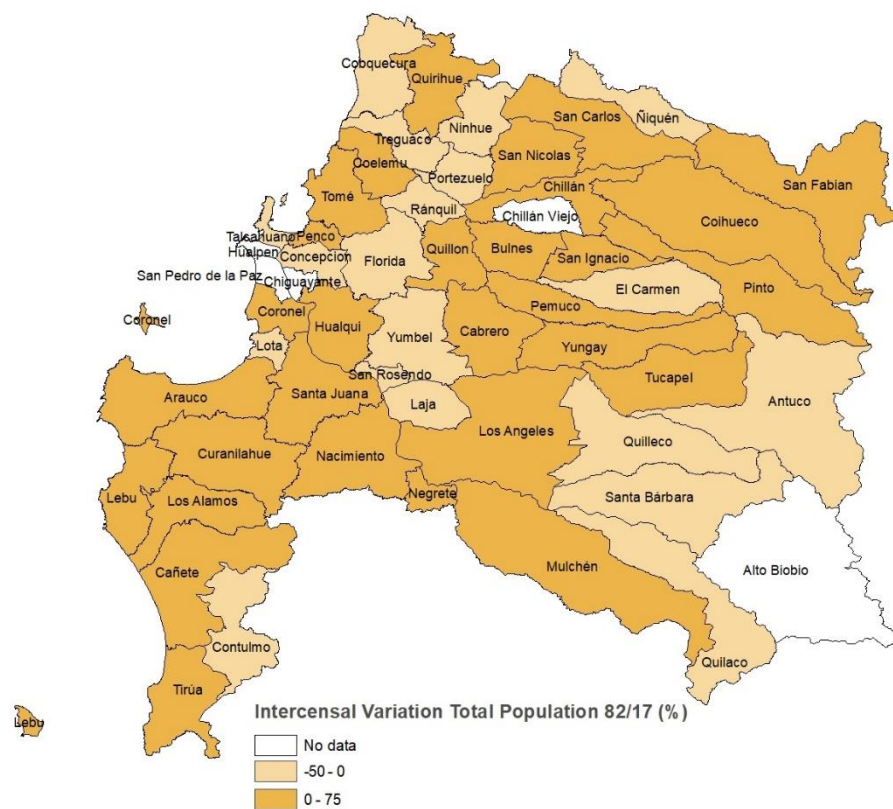 Cobquecura
Quirihue
Ninhue
San Carlos
Ñiquén
Treguaco
Coelemu
San Nicolas
Portezuelo
San Fabian
Tomé
Ránquil
Chillán
Chillán Viejo
Coihueco
Talcahuano
Penco
Hualpen
Concepcion
Florida
Quillon
Bulnes
San Ignacio
San Pedro de la Paz
Chiguayante
El Carmen
Pinto
Coronel
Coronel
Hualqui
Pemuco
Lota
Yumbel
Cabrero
Yungay
San Rosendo
Tucapel
Arauco
Santa Juana
Laja
Antuco
Los Angeles
Quilleco
Curanilahue
Nacimiento
Lebu
Los Alamos
Negrete
Santa Bárbara
Cañete
Mulchén
Alto Biobio
Contulmo
Quilaco
Tirúa
Lebu
Intercensal Variation Total Population 82/17 (%)
No data
-50 - 0
0 - 75